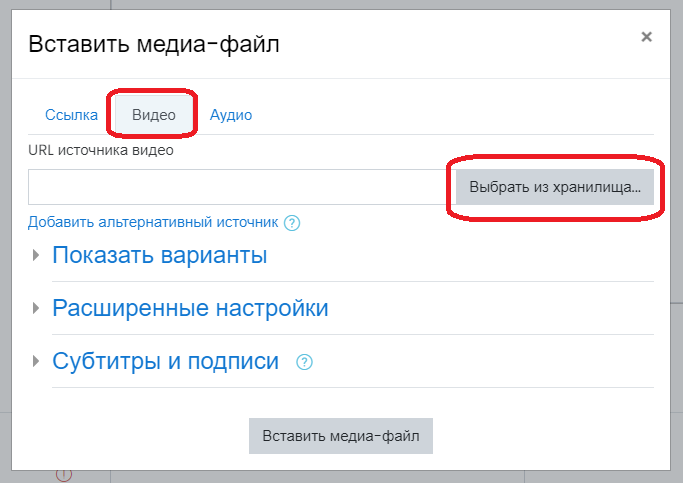 Вставить медиа-файл
×
Ссылка Видео Аудио
URL источника видео
Выбрать из хранилища...
Добавить альтернативный источник ?
Показать варианты
Расширенные настройки
Субтитры и подписи ?
Вставить медиа-файл